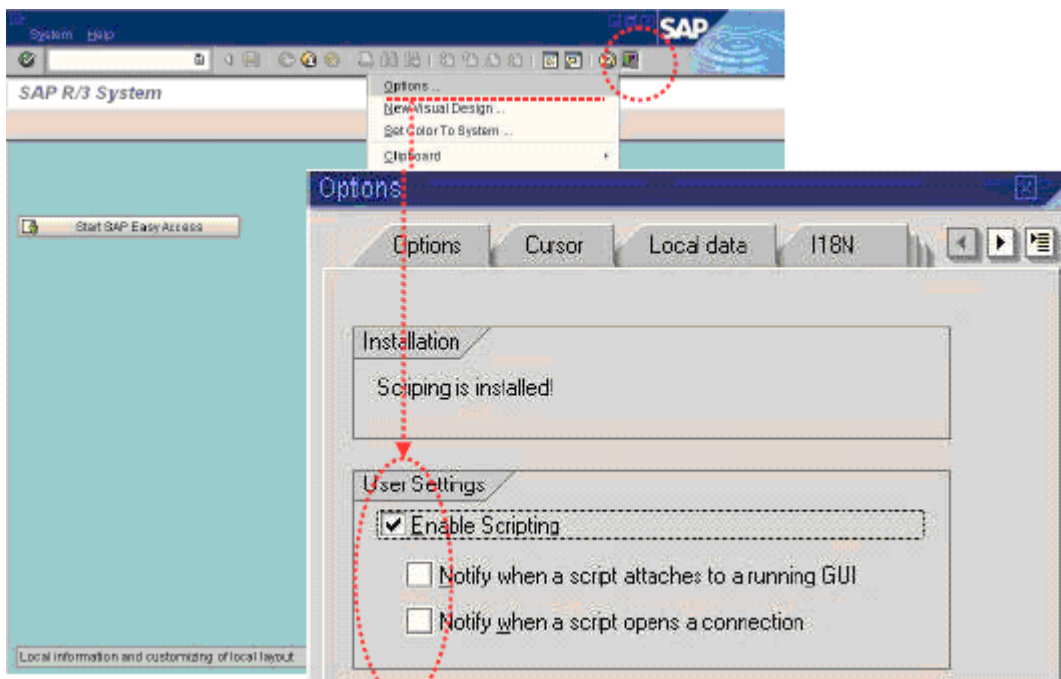 System Help
SAP
SAP R/3 System
Options ...
New Visual Design ...
Set Color To System ...
Clipboard
Start SAP Easy Access
Options
Options Cursor Local data I18N
Installation
Scriping is installed!
User Settings
Enable Scripting
Notify when a script attaches to a running GUI
Notify when a script opens a connection
Local information and customizing of local layout